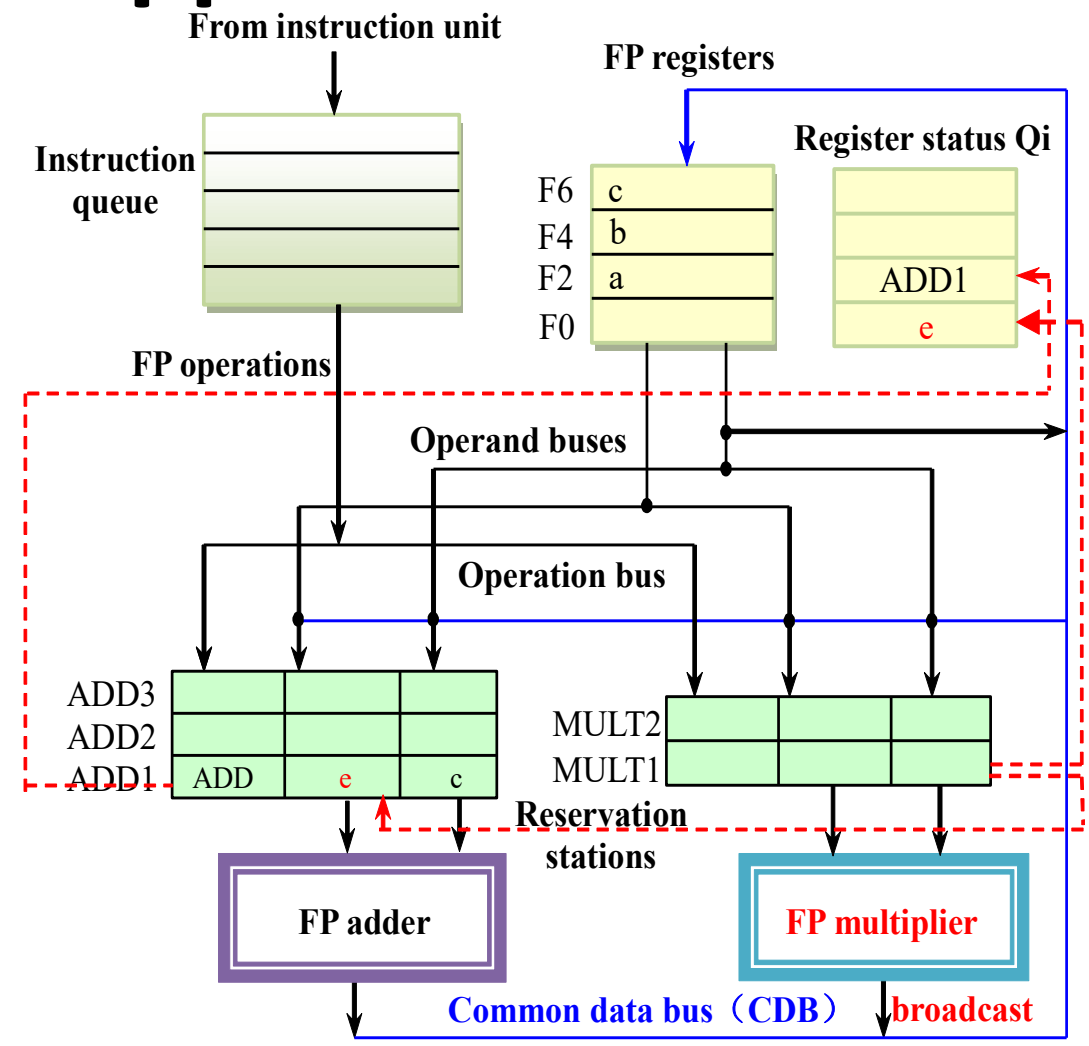 From instruction unit
FP registers
Register status Qi
Instruction
queue
F6 c
F4 b
F2 a
ADD1
F0
e
FP operations
Operand buses
Operation bus
ADD3
ADD2
ADD1 ADD e c
MULT2
MULT1
Reservation
stations
FP adder
FP multiplier
Common data bus（CDB）
broadcast